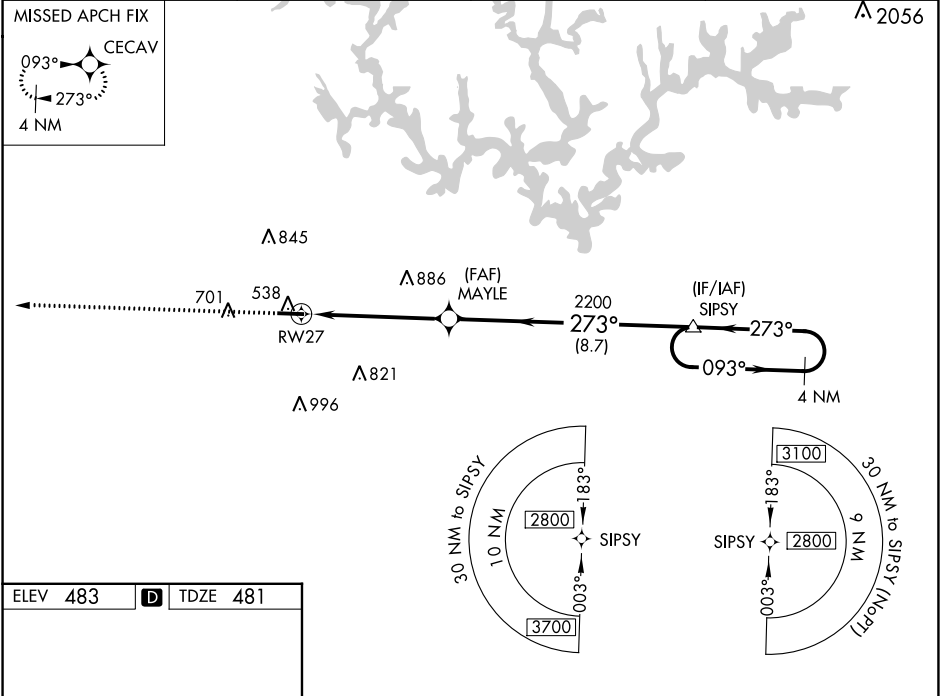 MISSED APCH FIX
CECAV
093°
273°
4 NM
2056
845
886
(FAF)
MAYLE
2200
273°
(8.7)
(IF/IAF)
SIPSY
273°
093°
4 NM
701
538
RW27
821
996
30 NM to SIPSY
10 NM
183°
2800
SIPSY
003°
3700
3100
183°
30 NM to SIPSY (NoPT)
9 NM
SIPSY
2800
003°
ELEV 483 D TDZE 481